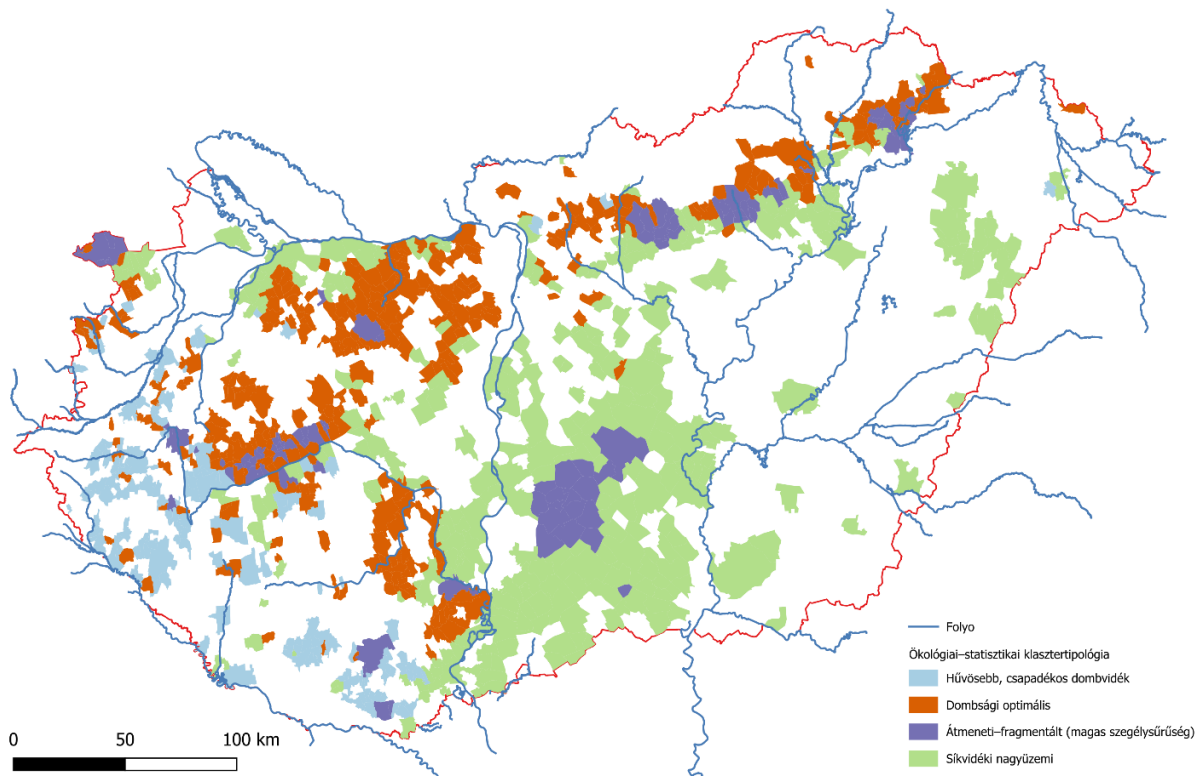 Folyo
Ökológiai–statisztikai klasztertipológia
Hűvösebb, csapadékos dombvidék
Dombsági optimális
Átmeneti–fragmentált (magas szegélysűrűség)
Síkvidéki nagyüzemi
0 50 100 km